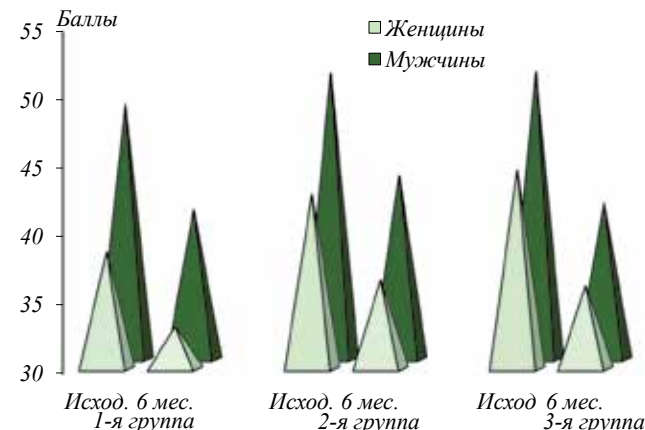 Баллы
55
50
45
40
35
30
Женщины
Мужчины
Исход. 6 мес.
1-я группа
Исход. 6 мес.
2-я группа
Исход 6 мес.
3-я группа